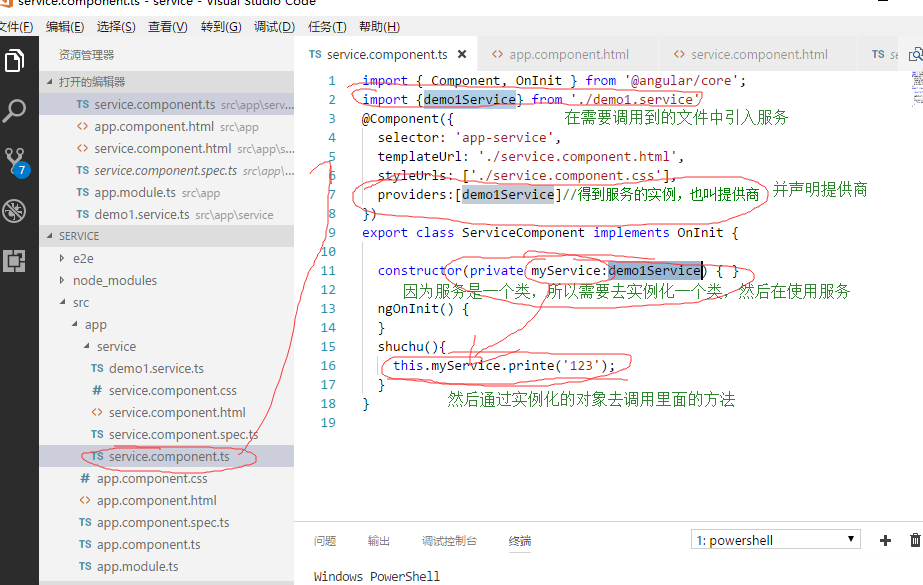 service.component.ts - service - Visual Studio Code
文件(F) 编辑(E) 选择(S) 查看(V) 转到(G) 调试(D) 任务(T) 帮助(H)
资源管理器
打开的编辑器
TS service.component.ts src\app\serv...
<> app.component.html src\app
<> service.component.html src\app\s...
TS service.component.spec.ts src\app\...
TS app.module.ts src\app
TS demo1.service.ts src\app\service
7
SERVICE
e2e
node_modules
src
app
service
TS demo1.service.ts
# service.component.css
<> service.component.html
TS service.component.spec.ts
TS service.component.ts
# app.component.css
<> app.component.html
TS app.component.spec.ts
TS app.component.ts
TS app.module.ts
TS service.component.ts × <> app.component.html <> service.component.html TS se
1 import { Component, OnInit } from '@angular/core';
2 import {demo1Service} from './demo1.service'
在需要调用到的文件中引入服务
3 @Component({
4 selector: 'app-service',
5 templateUrl: './service.component.html',
6 styleUrls: ['./service.component.css'],
7 providers:[demo1Service]//得到服务的实例，也叫提供商
并声明提供商
8 })
9 export class ServiceComponent implements OnInit {
10
11 constructor(private myService:demo1Service) { }
12
因为服务是一个类，所以需要去实例化一个类，然后在使用服务
13 ngOnInit() {
14 }
15 shuchu(){
16 this.myService.printe('123');
17 }
然后通过实例化的对象去调用里面的方法
18 }
19
问题 输出 调试控制台 终端 1: powershell
Windows PowerShell